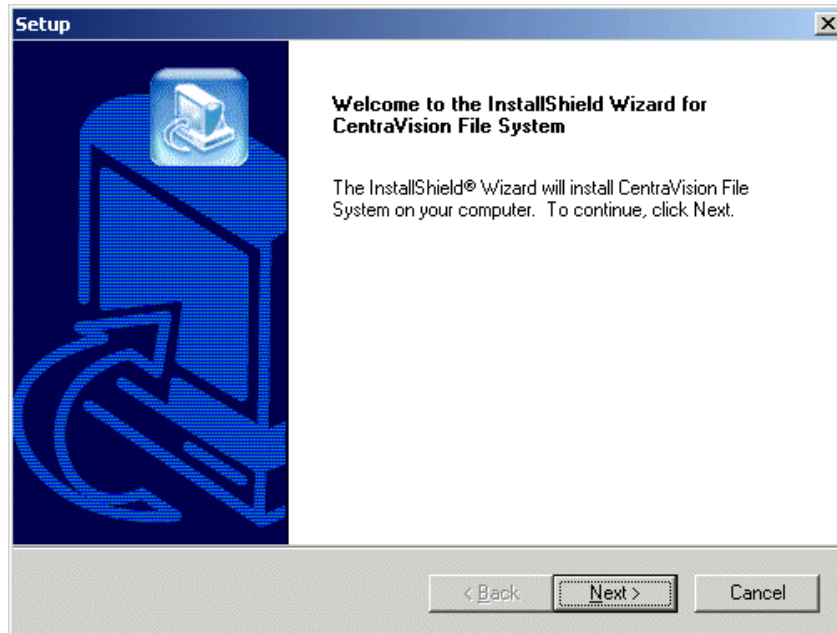 Setup
Welcome to the InstallShield Wizard for
CentraVision File System
The InstallShield® Wizard will install CentraVision File
System on your computer. To continue, click Next.
< Back
Next >
Cancel